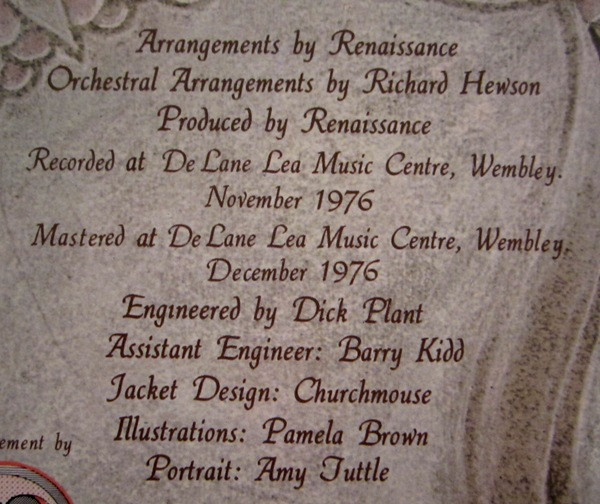 Arrangements by Renaissance
Orchestral Arrangements by Richard Hewson
Produced by Renaissance
Recorded at De Lane Lea Music Centre, Wembley.
November 1976
Mastered at De Lane Lea Music Centre, Wembley.
December 1976
Engineered by Dick Plant
Assistant Engineer: Barry Kidd
Jacket Design: Churchmouse
Illustrations: Pamela Brown
ement by
Portrait: Amy Tuttle